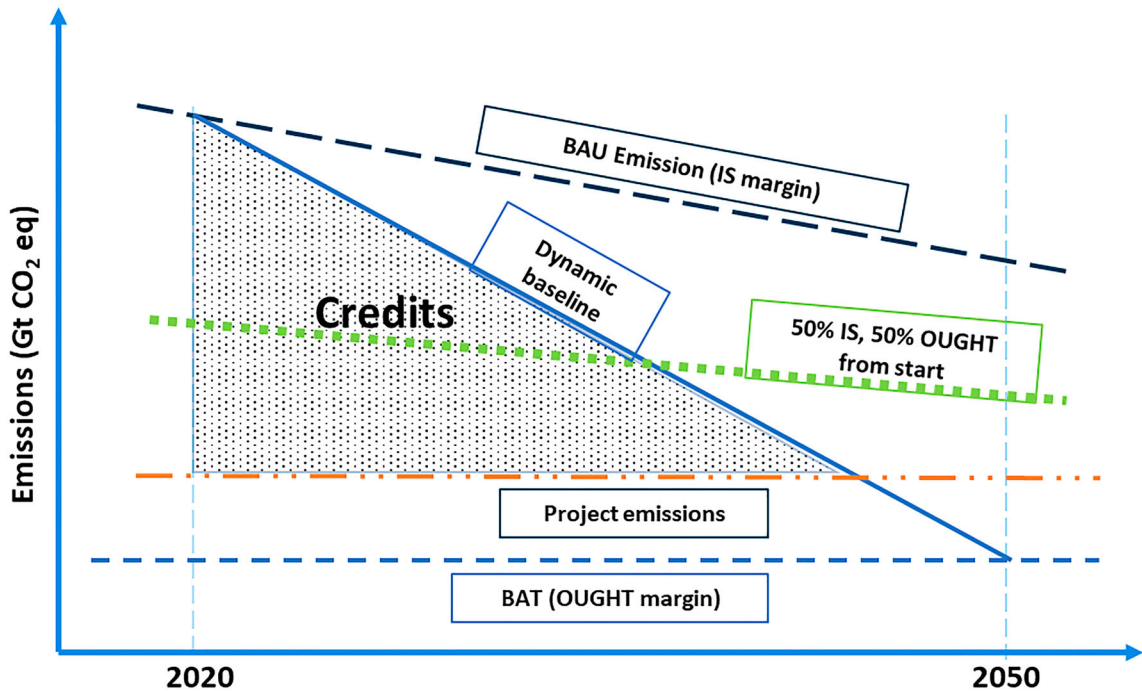 BAU Emission (IS margin)
Dynamic
baseline
Credits
50% IS, 50% OUGHT
from start
Emissions (Gt CO₂ eq)
Project emissions
BAT (OUGHT margin)
2020
2050